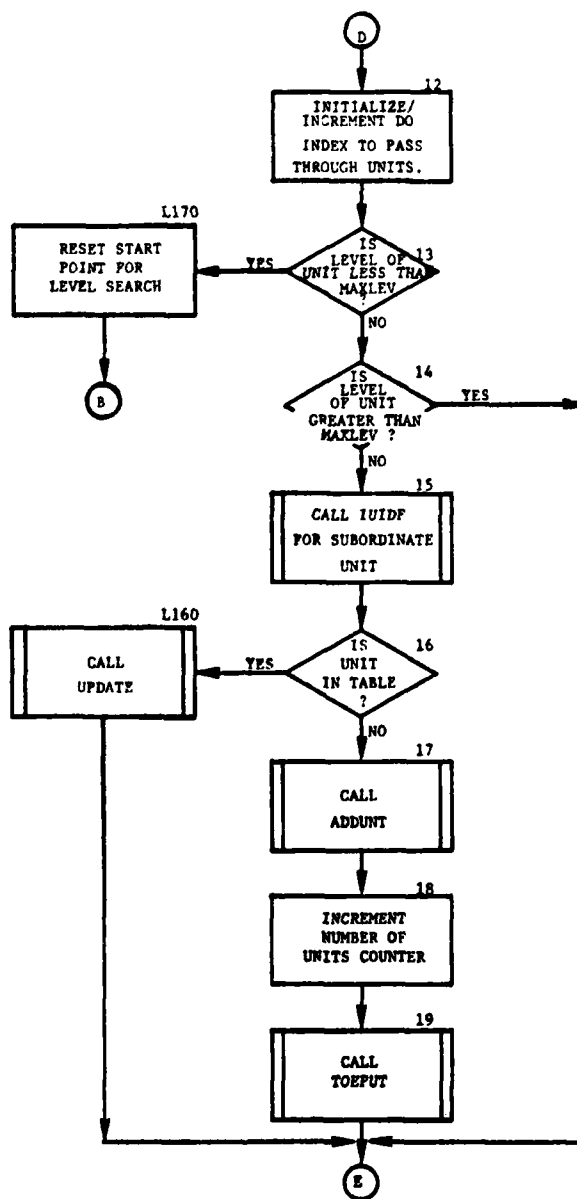 D
12
INITIALIZE/
INCREMENT DO
INDEX TO PASS
THROUGH UNITS.
L170
RESET START
POINT FOR
LEVEL SEARCH
YES
13
IS
LEVEL OF
UNIT LESS THAN
MAXLEV
?
NO
B
14
IS
LEVEL
OF UNIT
GREATER THAN
MAXLEV ?
YES
NO
15
CALL IUIDF
FOR SUBORDINATE
UNIT
L160
CALL
UPDATE
YES
16
IS
UNIT
IN TABLE
?
NO
17
CALL
ADDUNT
18
INCREMENT
NUMBER OF
UNITS COUNTER
19
CALL
TOEPUT
E